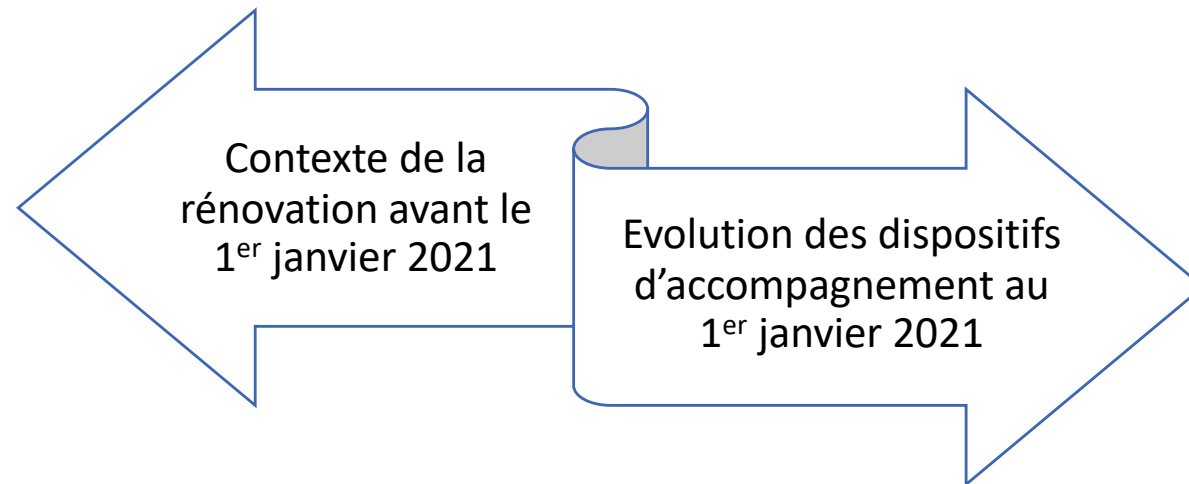 Contexte de la
rénovation avant le
1er janvier 2021
Evolution des dispositifs
d’accompagnement au
1er janvier 2021